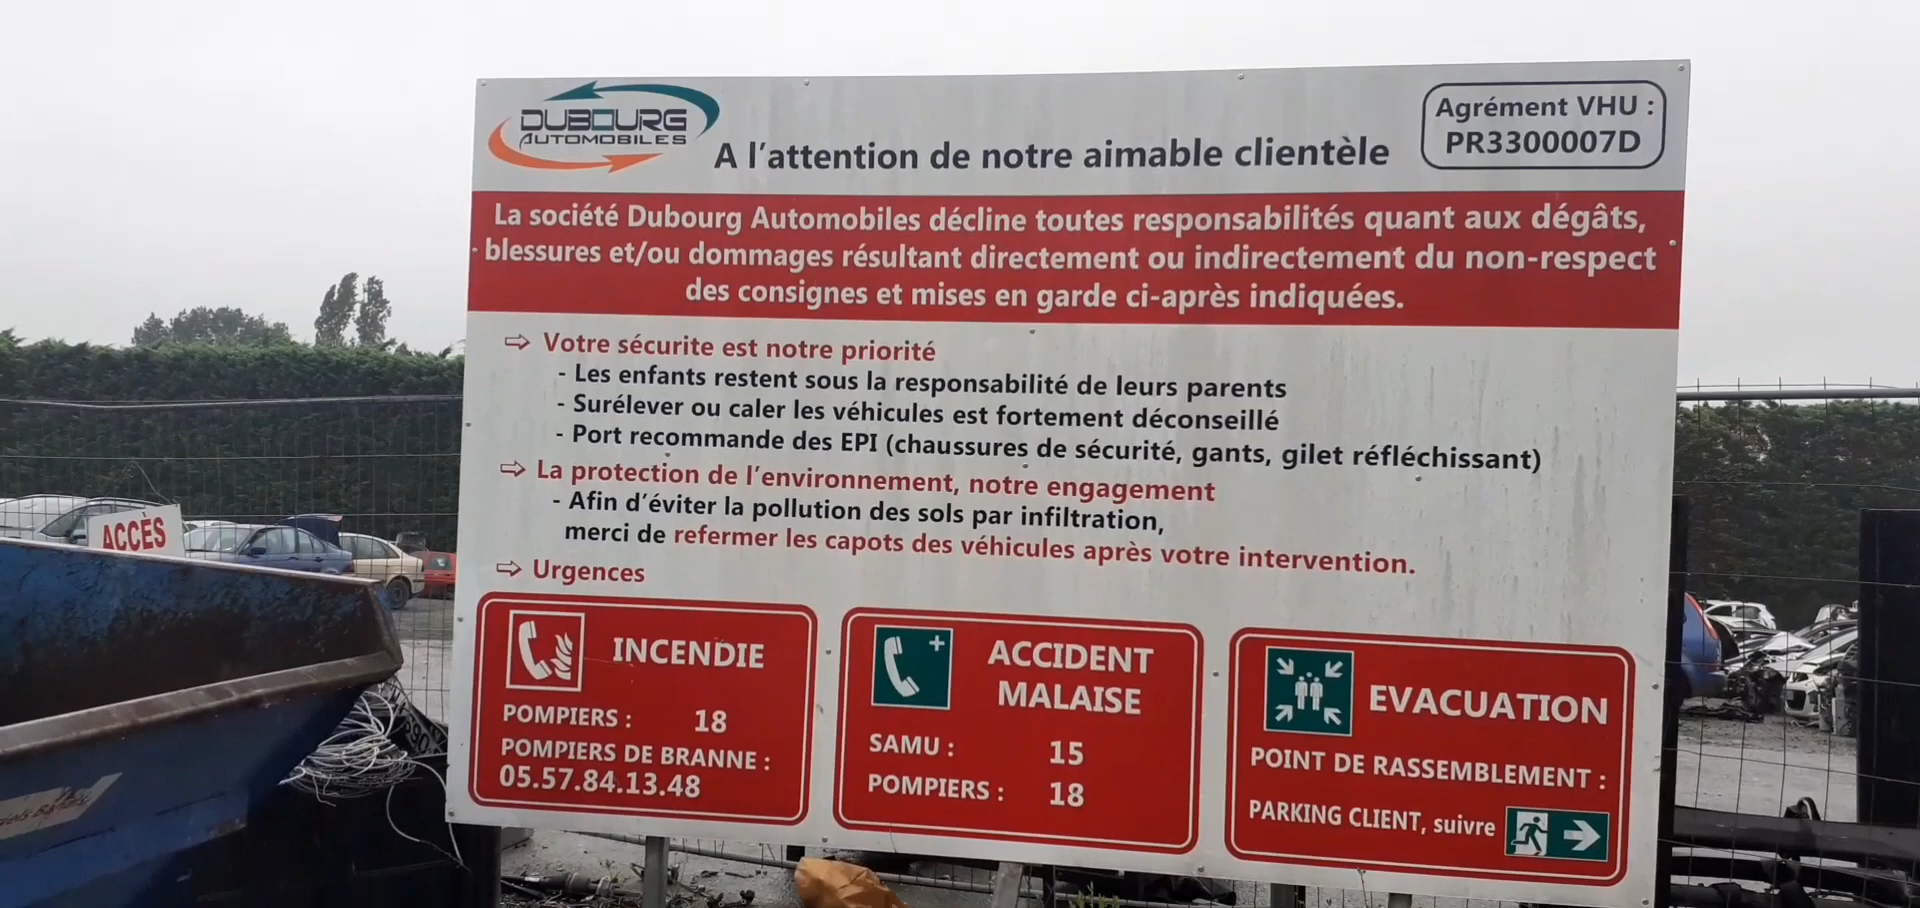 DUBOURG
AUTOMOBILES
A l'attention de notre aimable clientèle
Agrément VHU :
PR3300007D
La société Dubourg Automobiles décline toutes responsabilités quant aux dégâts,
blessures et/ou dommages résultant directement ou indirectement du non-respect
des consignes et mises en garde ci-après indiquées.
⇨ Votre sécurite est notre priorité
- Les enfants restent sous la responsabilité de leurs parents
- Surélever ou caler les véhicules est fortement déconseillé
- Port recommande des EPI (chaussures de sécurité, gants, gilet réfléchissant)
⇨ La protection de l'environnement, notre engagement
- Afin d'éviter la pollution des sols par infiltration,
merci de refermer les capots des véhicules après votre intervention.
⇨ Urgences
INCENDIE
POMPIERS : 18
POMPIERS DE BRANNE :
05.57.84.13.48
ACCIDENT
MALAISE
SAMU : 15
POMPIERS : 18
EVACUATION
POINT DE RASSEMBLEMENT :
PARKING CLIENT, suivre
ACCÈS